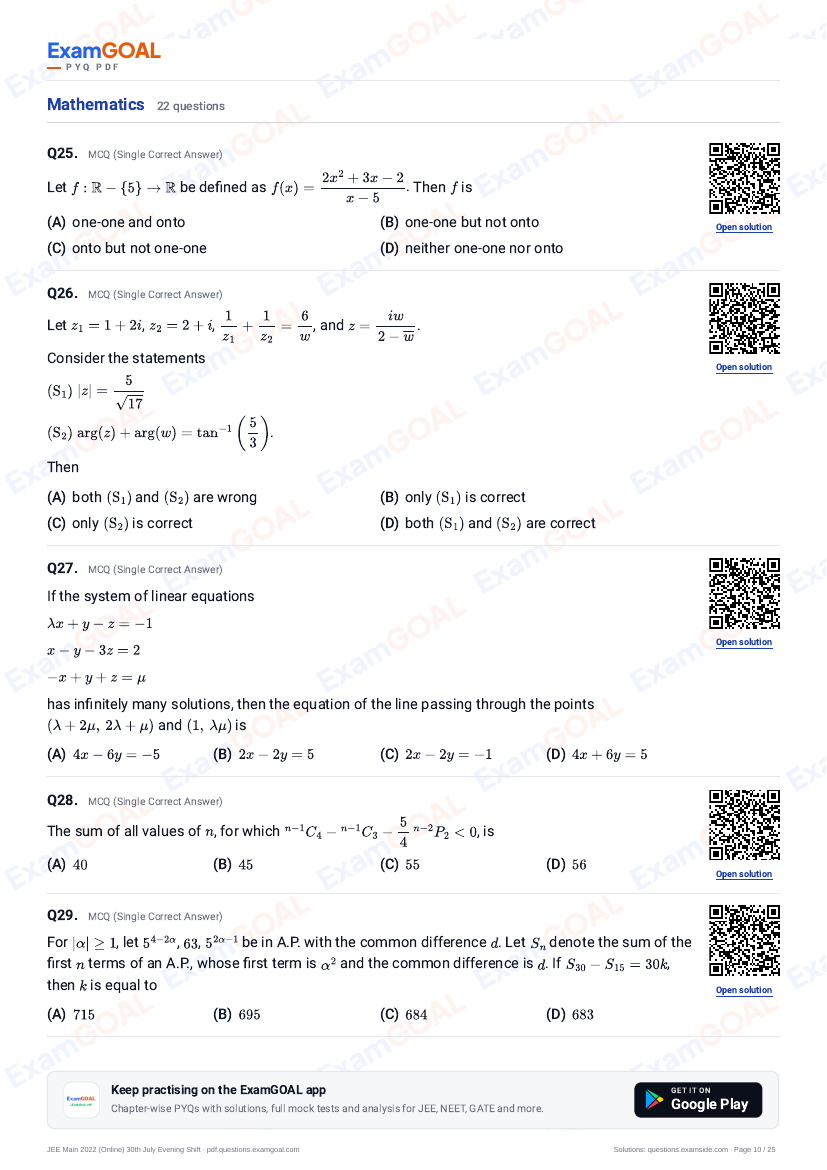 ExamGOAL
PYQ PDF
Mathematics 22 questions
Q25. MCQ (Single Correct Answer)
Let f : ℝ − {5} → ℝ be defined as f(x) = (2x² + 3x − 2)/(x − 5). Then f is
(A) one-one and onto (B) one-one but not onto
(C) onto but not one-one (D) neither one-one nor onto
Open solution
Q26. MCQ (Single Correct Answer)
Let z₁ = 1 + 2i, z₂ = 2 + i, 1/z₁ + 1/z₂ = 6/w, and z = iw/(2 − w̅).
Consider the statements
(S₁) |z| = 5/√17
(S₂) arg(z) + arg(w) = tan⁻¹(5/3).
Then
(A) both (S₁) and (S₂) are wrong (B) only (S₁) is correct
(C) only (S₂) is correct (D) both (S₁) and (S₂) are correct
Open solution
Q27. MCQ (Single Correct Answer)
If the system of linear equations
λx + y − z = −1
x − y − 3z = 2
−x + y + z = μ
has infinitely many solutions, then the equation of the line passing through the points
(λ + 2μ, 2λ + μ) and (1, λμ) is
(A) 4x − 6y = −5 (B) 2x − 2y = 5 (C) 2x − 2y = −1 (D) 4x + 6y = 5
Open solution
Q28. MCQ (Single Correct Answer)
The sum of all values of n, for which ⁿ⁻¹C₄ − ⁿ⁻¹C₃ − 5/4 ⁿ⁻²P₂ < 0, is
(A) 40 (B) 45 (C) 55 (D) 56
Open solution
Q29. MCQ (Single Correct Answer)
For |α| ≥ 1, let 5⁴⁻²ᵅ, 63, 5²ᵅ⁻¹ be in A.P. with the common difference d. Let Sₙ denote the sum of the
first n terms of an A.P., whose first term is α² and the common difference is d. If S₃₀ − S₁₅ = 30k,
then k is equal to
(A) 715 (B) 695 (C) 684 (D) 683
Open solution
ExamGOAL
Keep practising on the ExamGOAL app
Chapter-wise PYQs with solutions, full mock tests and analysis for JEE, NEET, GATE and more.
GET IT ON
Google Play
JEE Main 2022 (Online) 30th July Evening Shift · pdf.questions.examgoal.com
Solutions: questions.examside.com · Page 10 / 25